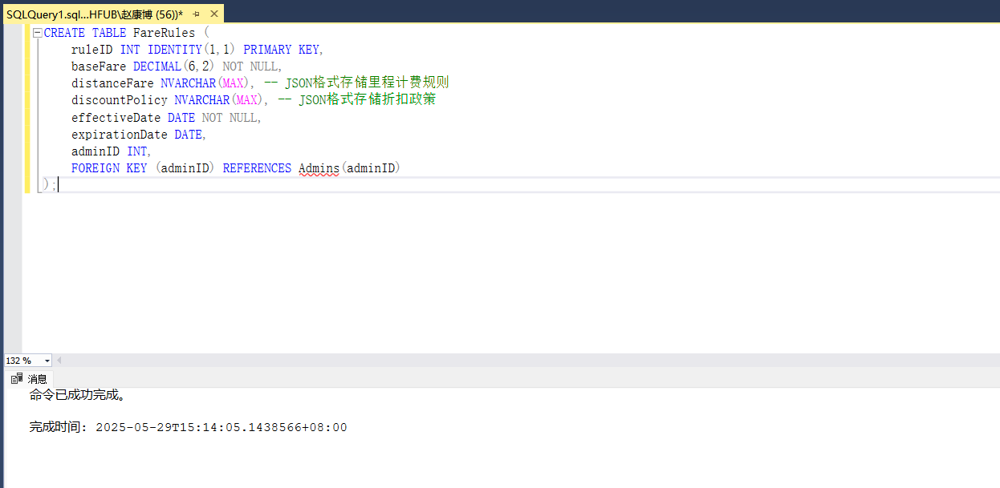 SQLQuery1.sql...HFUB\赵康博 (56))*
CREATE TABLE FareRules (
ruleID INT IDENTITY(1,1) PRIMARY KEY,
baseFare DECIMAL(6,2) NOT NULL,
distanceFare NVARCHAR(MAX), -- JSON格式存储里程计费规则
discountPolicy NVARCHAR(MAX), -- JSON格式存储折扣政策
effectiveDate DATE NOT NULL,
expirationDate DATE,
adminID INT,
FOREIGN KEY (adminID) REFERENCES Admins(adminID)
);
132 %
消息
命令已成功完成。
完成时间: 2025-05-29T15:14:05.1438566+08:00